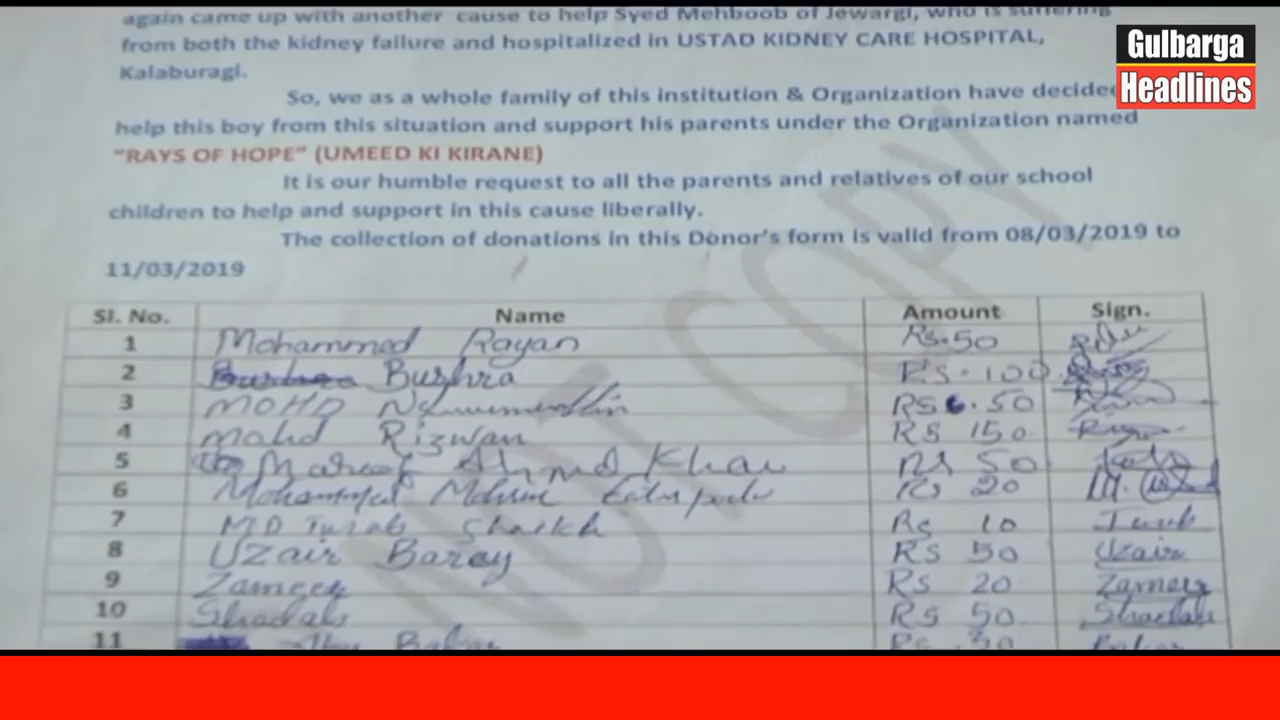 again came up with another cause to help Syed Mehboob of Jewargi, who is suffering
from both the kidney failure and hospitalized in USTAD KIDNEY CARE HOSPITAL,
Kalaburagi.
Gulbarga
Headlines
So, we as a whole family of this institution & Organization have decided
help this boy from this situation and support his parents under the Organization named
"RAYS OF HOPE" (UMEED KI KIRANE)
It is our humble request to all the parents and relatives of our school
children to help and support in this cause liberally.
The collection of donations in this Donor's form is valid from 08/03/2019 to
11/03/2019
NOT COPY
Sl. No. Name Amount Sign.
1 Mohammed Rayan Rs.50
2 Bushra RS.100
3 MOHD RS.50
4 Mohd Rizwan RS 150
5 Ahmed Khan RS 50
6 Mohammed Rs 20
7 MD Turab Shaikh Rs 10 Turab
8 Uzair Baray RS 50 Uzair
9 Zameer RS 20 Zameer
10 Shadab RS 50 Shadab
11